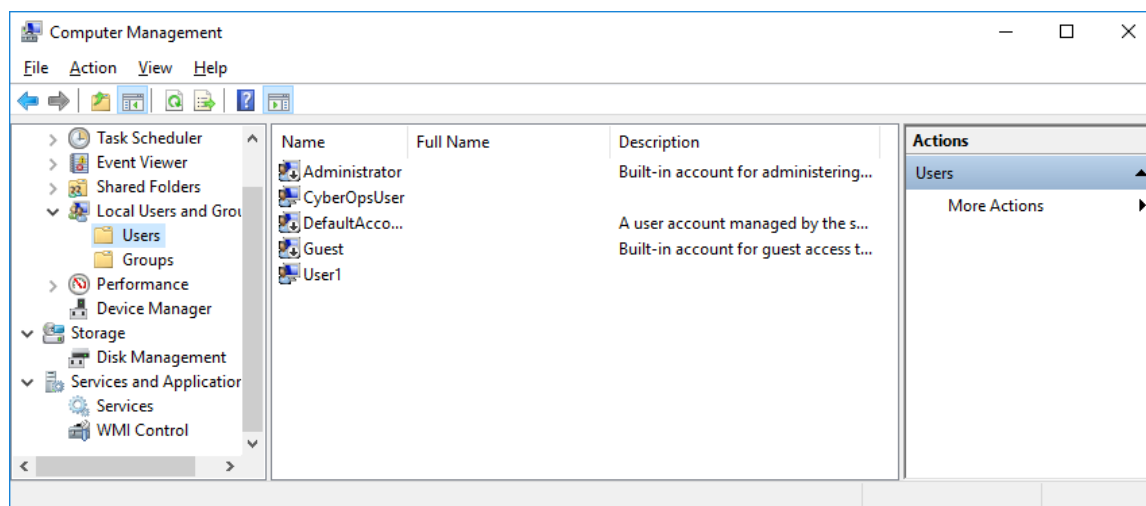 Computer Management
File Action View Help
Task Scheduler
Event Viewer
Shared Folders
Local Users and Grou
Users
Groups
Performance
Device Manager
Storage
Disk Management
Services and Application
Services
WMI Control
Name Full Name Description
Administrator Built-in account for administering...
CyberOpsUser
DefaultAcco... A user account managed by the s...
Guest Built-in account for guest access t...
User1
Actions
Users
More Actions